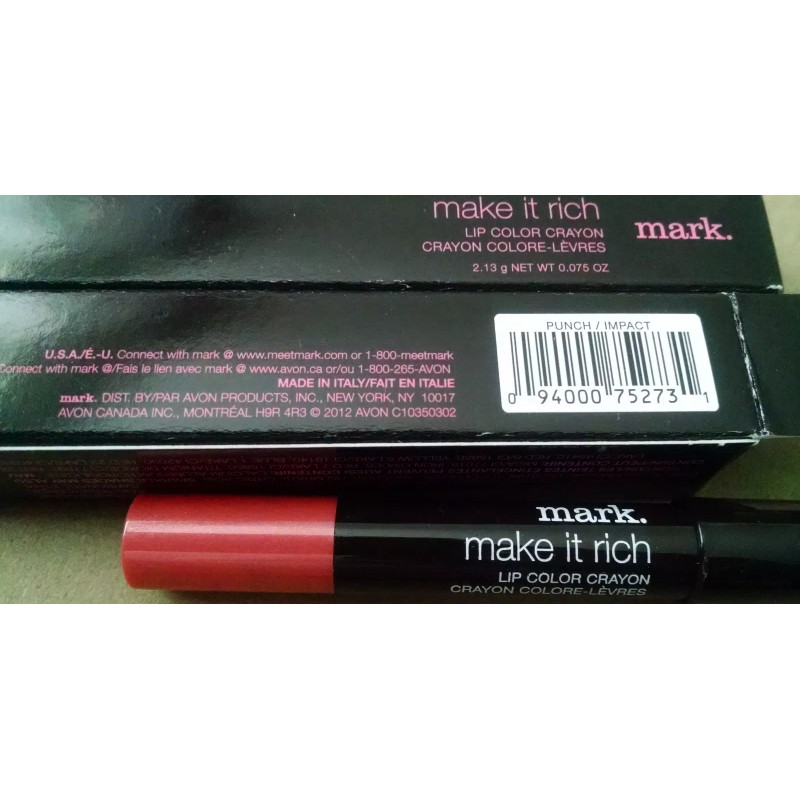 make it rich
mark.
LIP COLOR CRAYON
CRAYON COLORE-LÈVRES
2.13 g NET WT 0.075 OZ
PUNCH / IMPACT
0 94000 75273 1
U.S.A./É.-U. Connect with mark @ www.meetmark.com or 1-800-meetmark
Connect with mark @/Fais le lien avec mark @ www.avon.ca or/ou 1-800-265-AVON
MADE IN ITALY/FAIT EN ITALIE
mark. DIST. BY/PAR AVON PRODUCTS, INC., NEW YORK, NY 10017
AVON CANADA INC., MONTRÉAL H9R 4R3 © 2012 AVON C10350302
mark.
make it rich
LIP COLOR CRAYON
CRAYON COLORE-LÈVRES